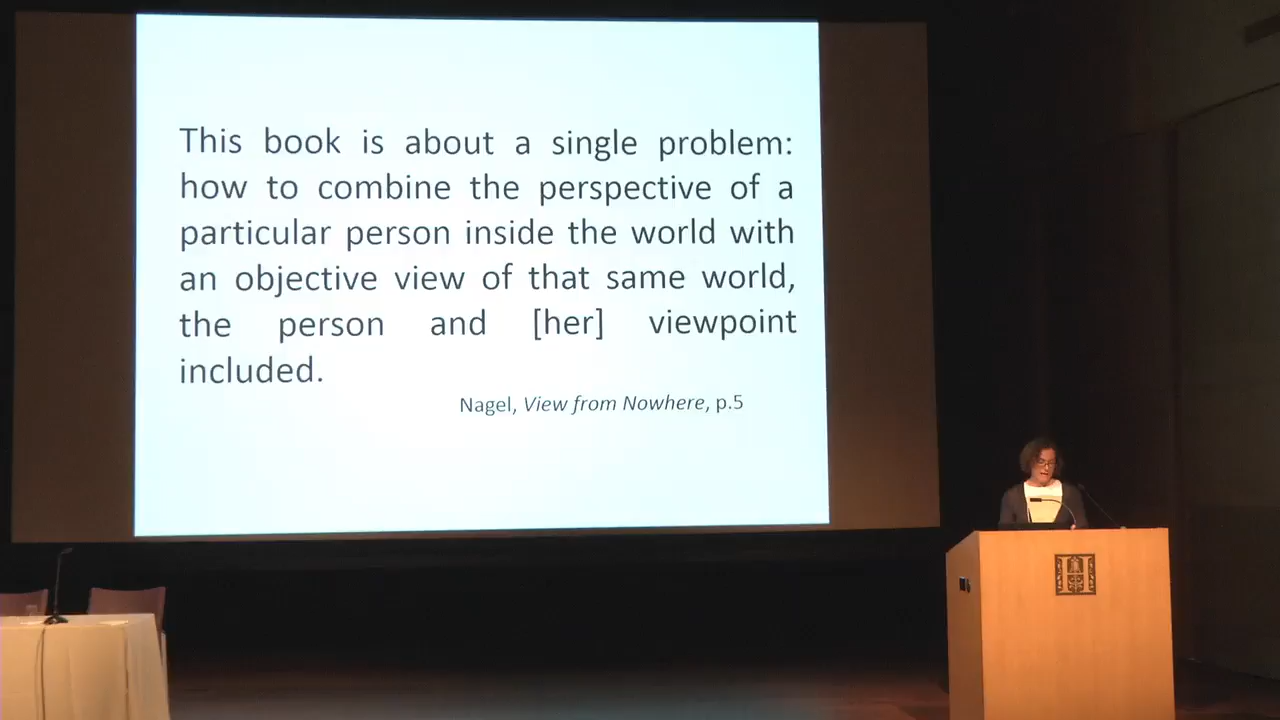 This book is about a single problem:
how to combine the perspective of a
particular person inside the world with
an objective view of that same world,
the person and [her] viewpoint
included.
Nagel, View from Nowhere, p.5
H